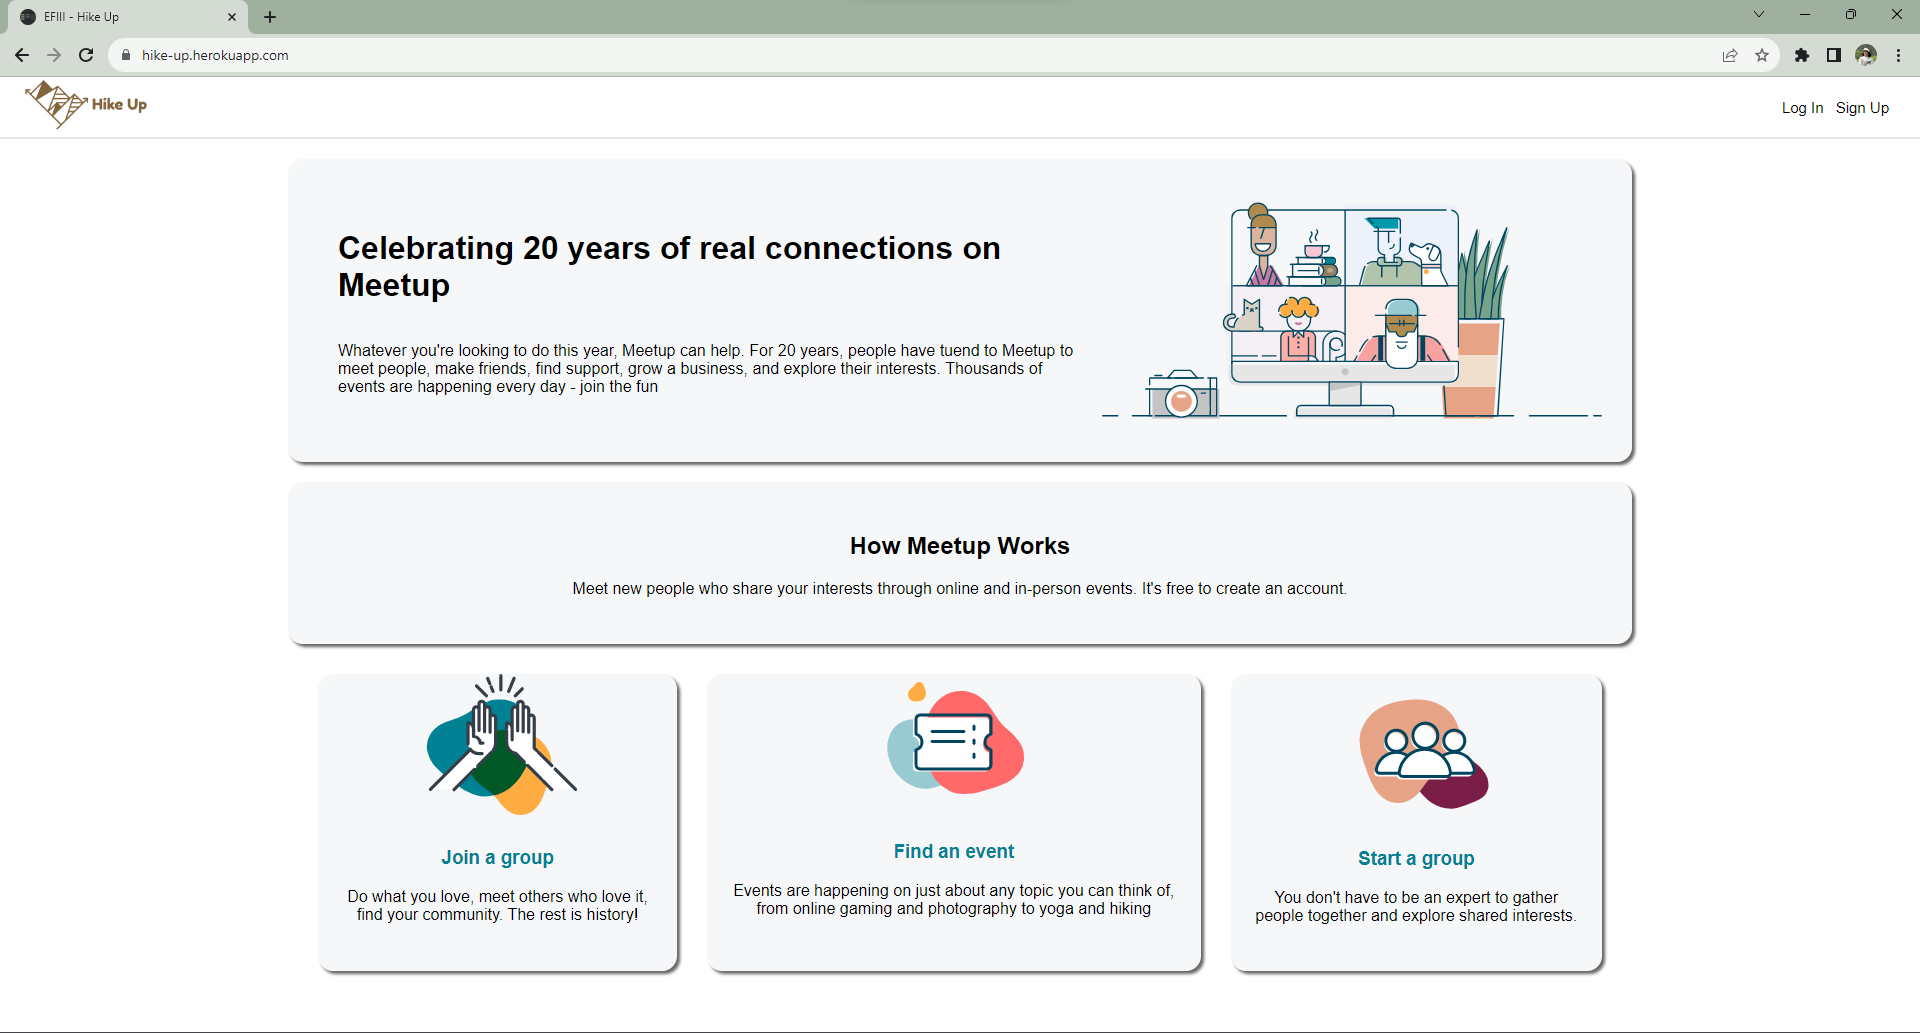 EFIII - Hike Up
hike-up.herokuapp.com
Hike Up
Log In Sign Up
Celebrating 20 years of real connections on
Meetup
Whatever you're looking to do this year, Meetup can help. For 20 years, people have tuend to Meetup to
meet people, make friends, find support, grow a business, and explore their interests. Thousands of
events are happening every day - join the fun
How Meetup Works
Meet new people who share your interests through online and in-person events. It's free to create an account.
Join a group
Do what you love, meet others who love it,
find your community. The rest is history!
Find an event
Events are happening on just about any topic you can think of,
from online gaming and photography to yoga and hiking
Start a group
You don't have to be an expert to gather
people together and explore shared interests.